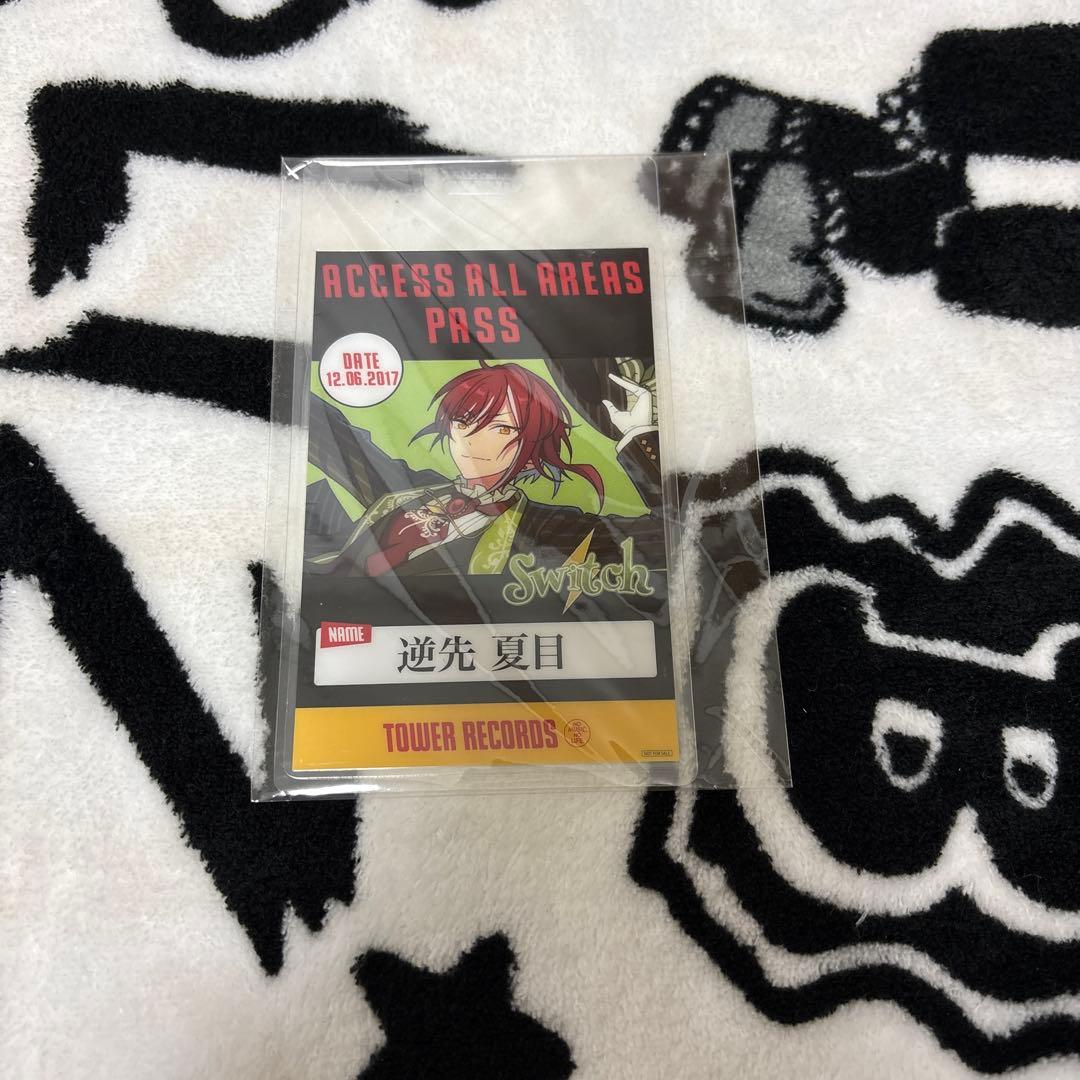 ACCESS ALL AREAS
PASS
DATE
12.06.2017
Switch
NAME
逆先 夏目
TOWER RECORDS
NO
MUSIC,
NO
LIFE.
NOT FOR SALE